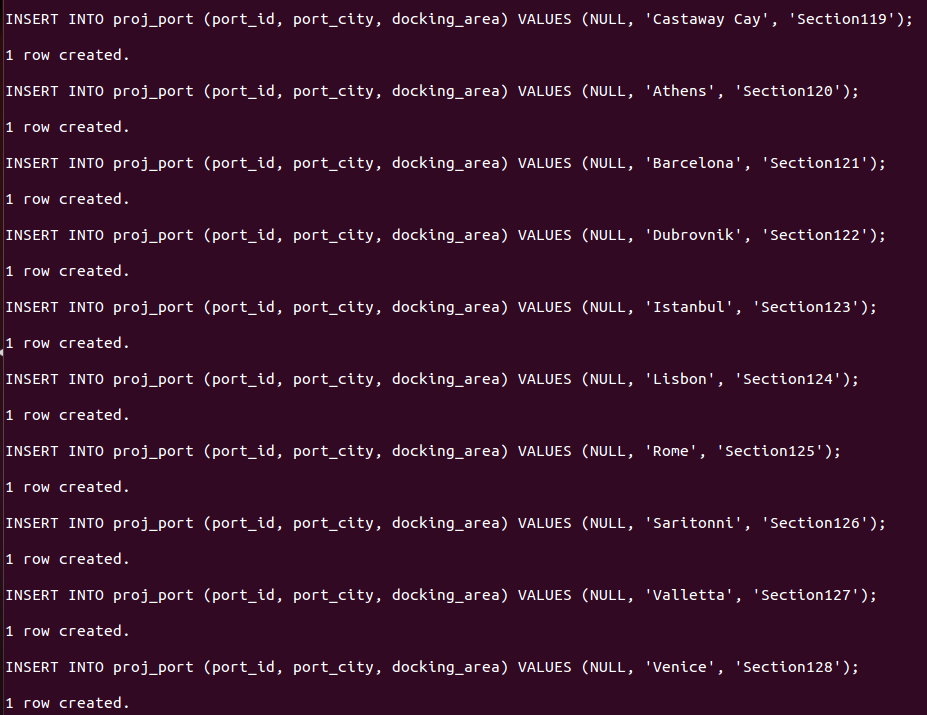 INSERT INTO proj_port (port_id, port_city, docking_area) VALUES (NULL, 'Castaway Cay', 'Section119');
1 row created.
INSERT INTO proj_port (port_id, port_city, docking_area) VALUES (NULL, 'Athens', 'Section120');
1 row created.
INSERT INTO proj_port (port_id, port_city, docking_area) VALUES (NULL, 'Barcelona', 'Section121');
1 row created.
INSERT INTO proj_port (port_id, port_city, docking_area) VALUES (NULL, 'Dubrovnik', 'Section122');
1 row created.
INSERT INTO proj_port (port_id, port_city, docking_area) VALUES (NULL, 'Istanbul', 'Section123');
1 row created.
INSERT INTO proj_port (port_id, port_city, docking_area) VALUES (NULL, 'Lisbon', 'Section124');
1 row created.
INSERT INTO proj_port (port_id, port_city, docking_area) VALUES (NULL, 'Rome', 'Section125');
1 row created.
INSERT INTO proj_port (port_id, port_city, docking_area) VALUES (NULL, 'Saritonni', 'Section126');
1 row created.
INSERT INTO proj_port (port_id, port_city, docking_area) VALUES (NULL, 'Valletta', 'Section127');
1 row created.
INSERT INTO proj_port (port_id, port_city, docking_area) VALUES (NULL, 'Venice', 'Section128');
1 row created.